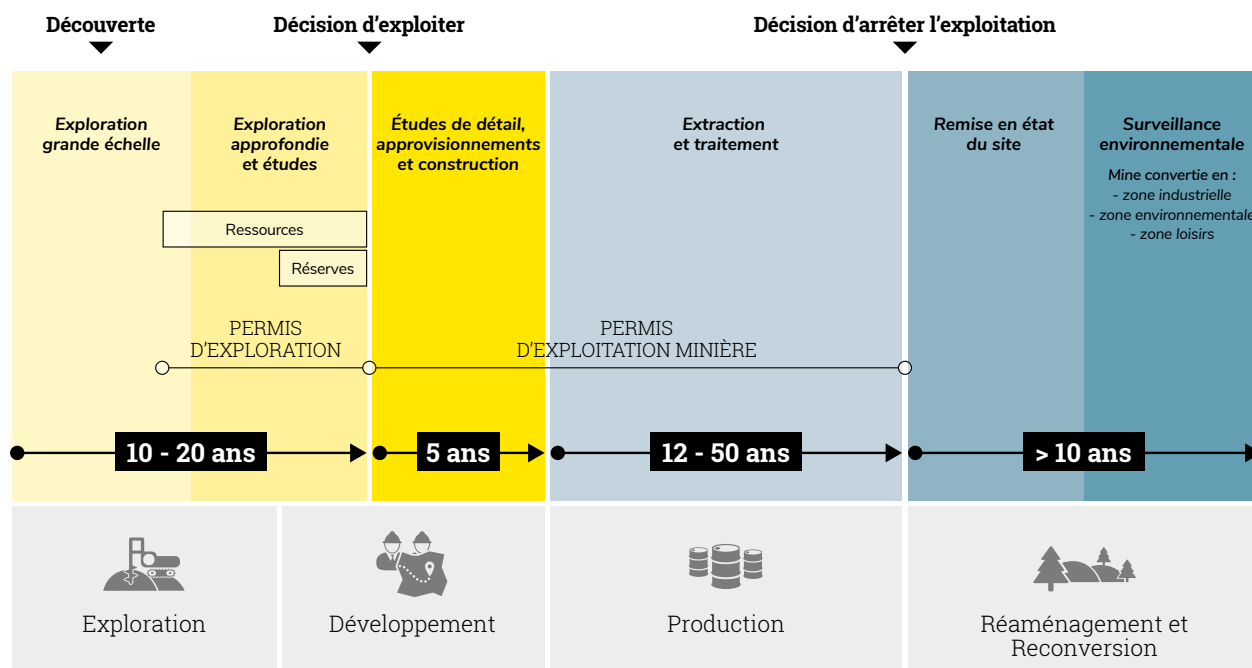 Découverte
Décision d'exploiter
Décision d'arrêter l'exploitation
Exploration
grande échelle
Exploration
approfondie
et études
Études de détail,
approvisionnements
et construction
Extraction
et traitement
Remise en état
du site
Surveillance
environnementale
Mine convertie en :
- zone industrielle
- zone environnementale
- zone loisirs
Ressources
Réserves
PERMIS
D'EXPLORATION
PERMIS
D'EXPLOITATION MINIÈRE
10 - 20 ans
5 ans
12 - 50 ans
> 10 ans
Exploration
Développement
Production
Réaménagement et
Reconversion